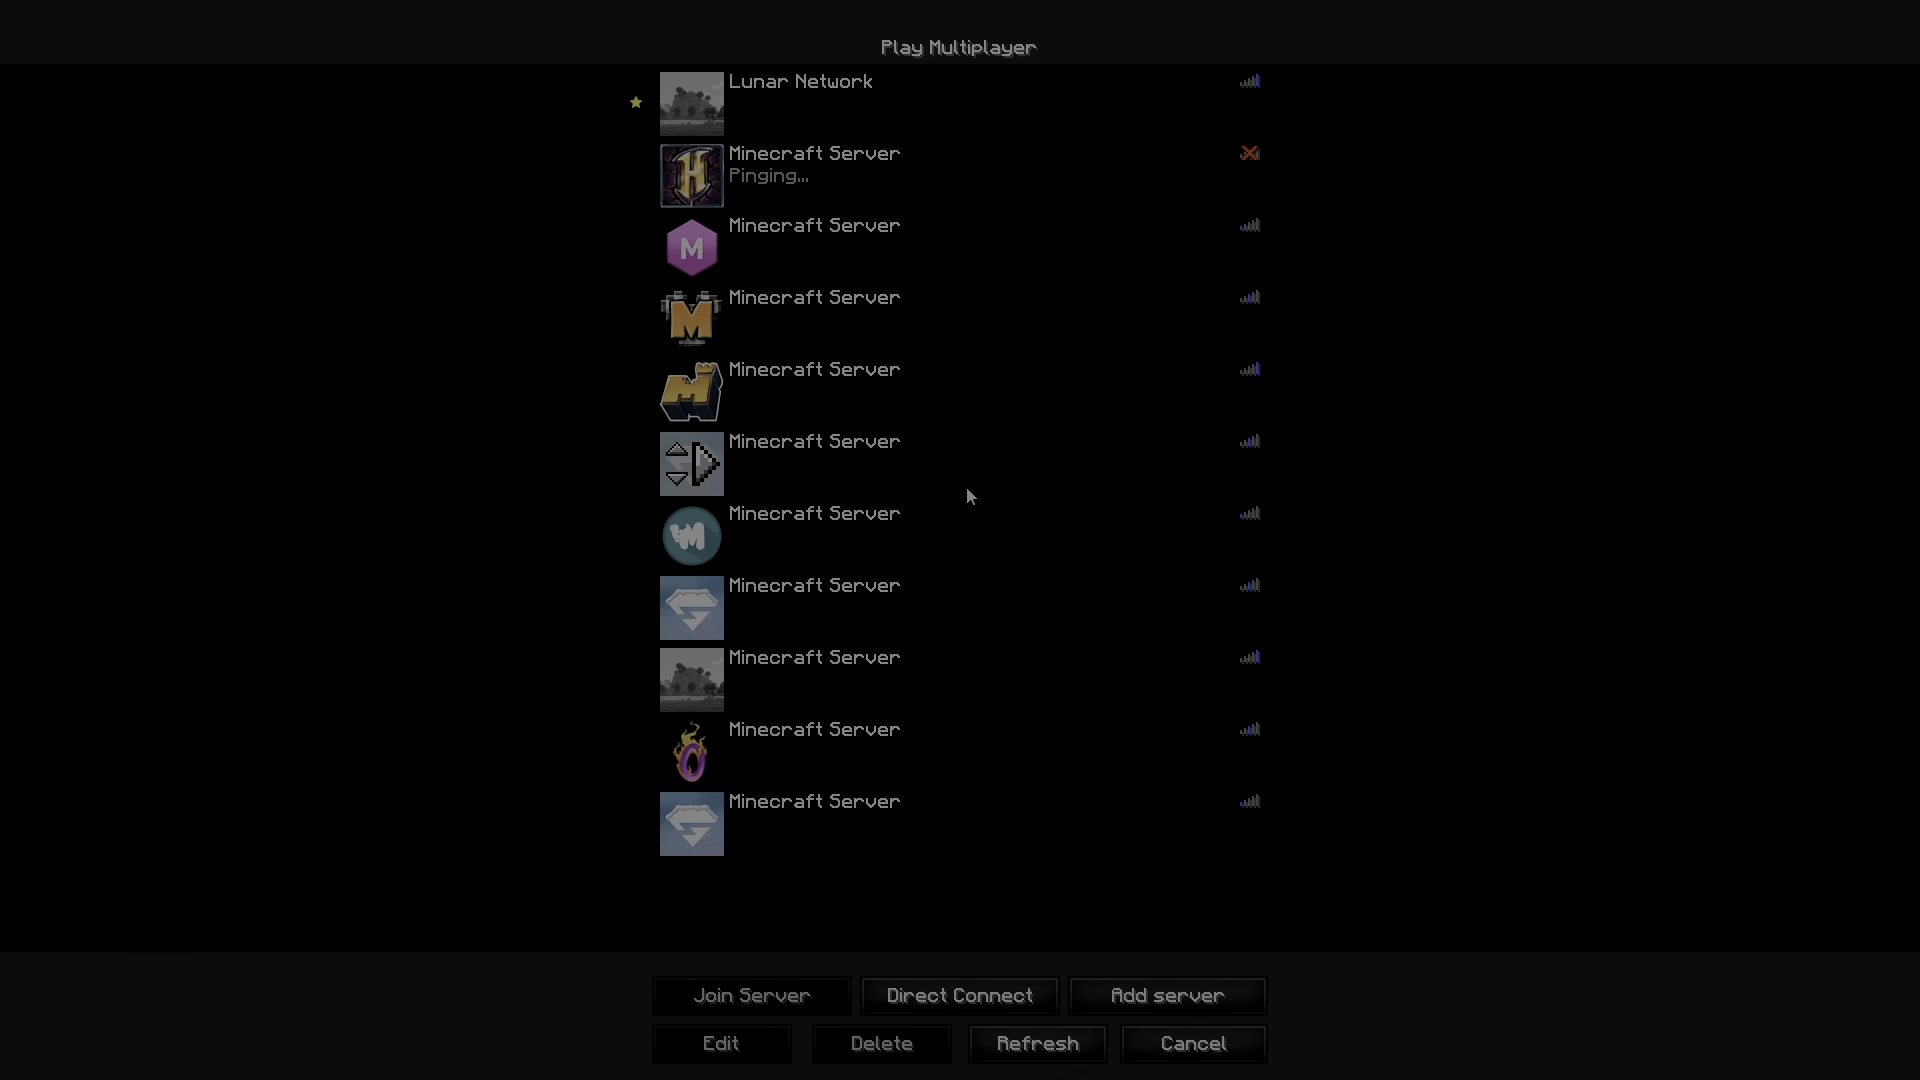 Play Multiplayer
Lunar Network
Minecraft Server
Pinging...
H
Minecraft Server
M
Minecraft Server
M
Minecraft Server
M
Minecraft Server
Minecraft Server
M
Minecraft Server
Minecraft Server
Minecraft Server
O
Minecraft Server
Join Server
Direct Connect
Add server
Edit
Delete
Refresh
Cancel